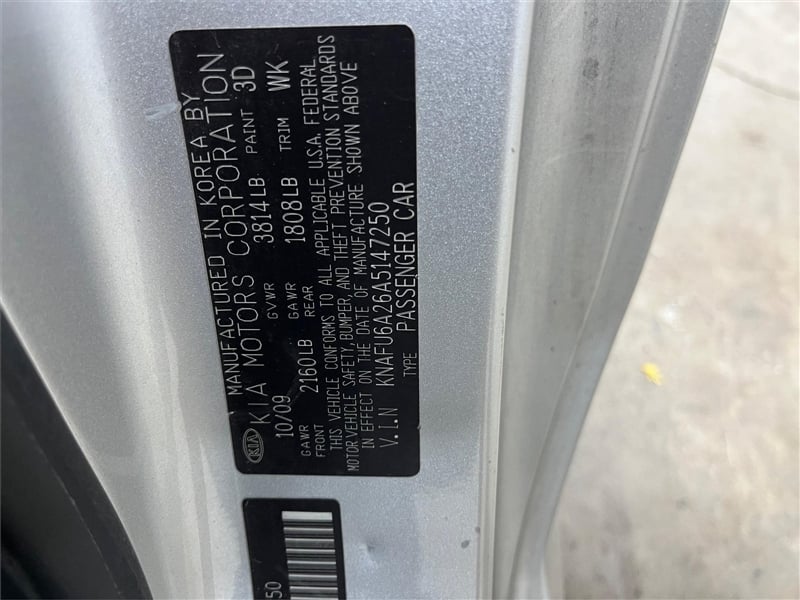 MANUFACTURED IN KOREA BY
KIA KIA MOTORS CORPORATION
10/09 GVWR 3814LB PAINT 3D
GAWR FRONT 2160LB GAWR REAR 1808LB TRIM WK
THIS VEHICLE CONFORMS TO ALL APPLICABLE U.S.A. FEDERAL
MOTOR VEHICLE SAFETY, BUMPER, AND THEFT PREVENTION STANDARDS
IN EFFECT ON THE DATE OF MANUFACTURE SHOWN ABOVE
V.I.N KNAFU6A26A5147250
TYPE PASSENGER CAR
50